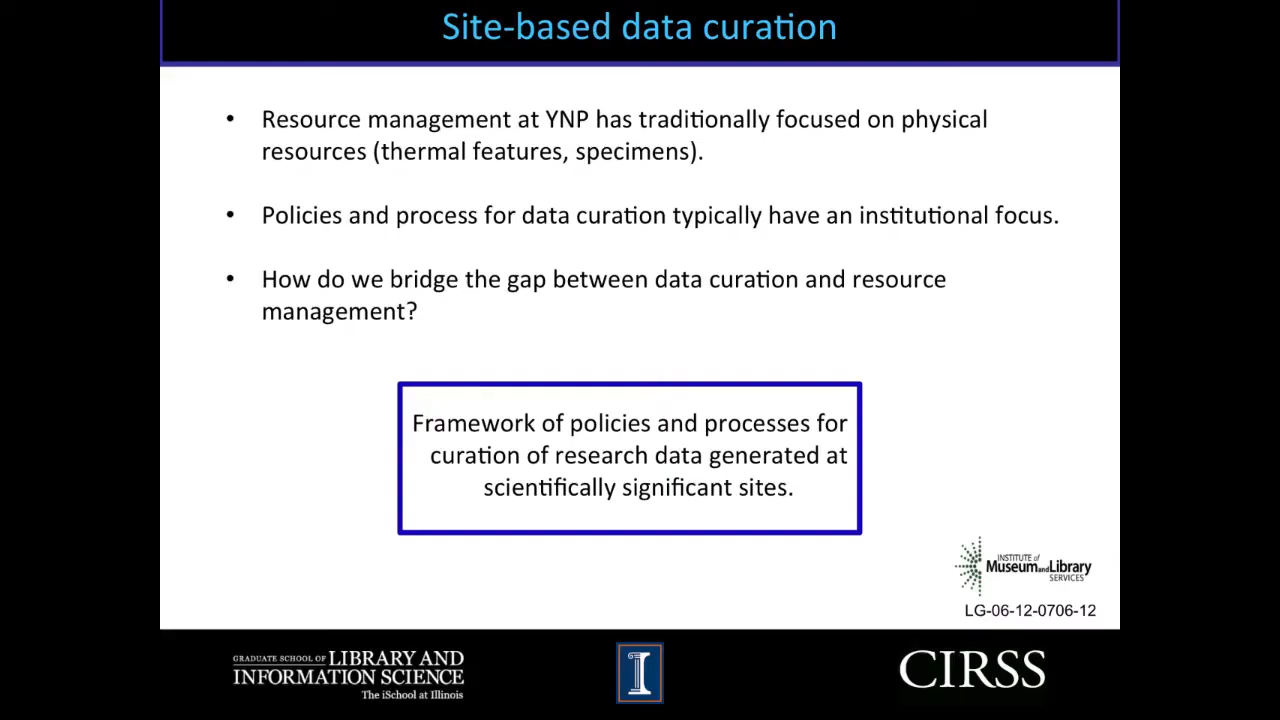 Site-based data curation
• Resource management at YNP has traditionally focused on physical
resources (thermal features, specimens).
• Policies and process for data curation typically have an institutional focus.
• How do we bridge the gap between data curation and resource
management?
Framework of policies and processes for
curation of research data generated at
scientifically significant sites.
INSTITUTE of
Museum and Library
SERVICES
LG-06-12-0706-12
GRADUATE SCHOOL OF LIBRARY AND
INFORMATION SCIENCE
The iSchool at Illinois
I
CIRSS